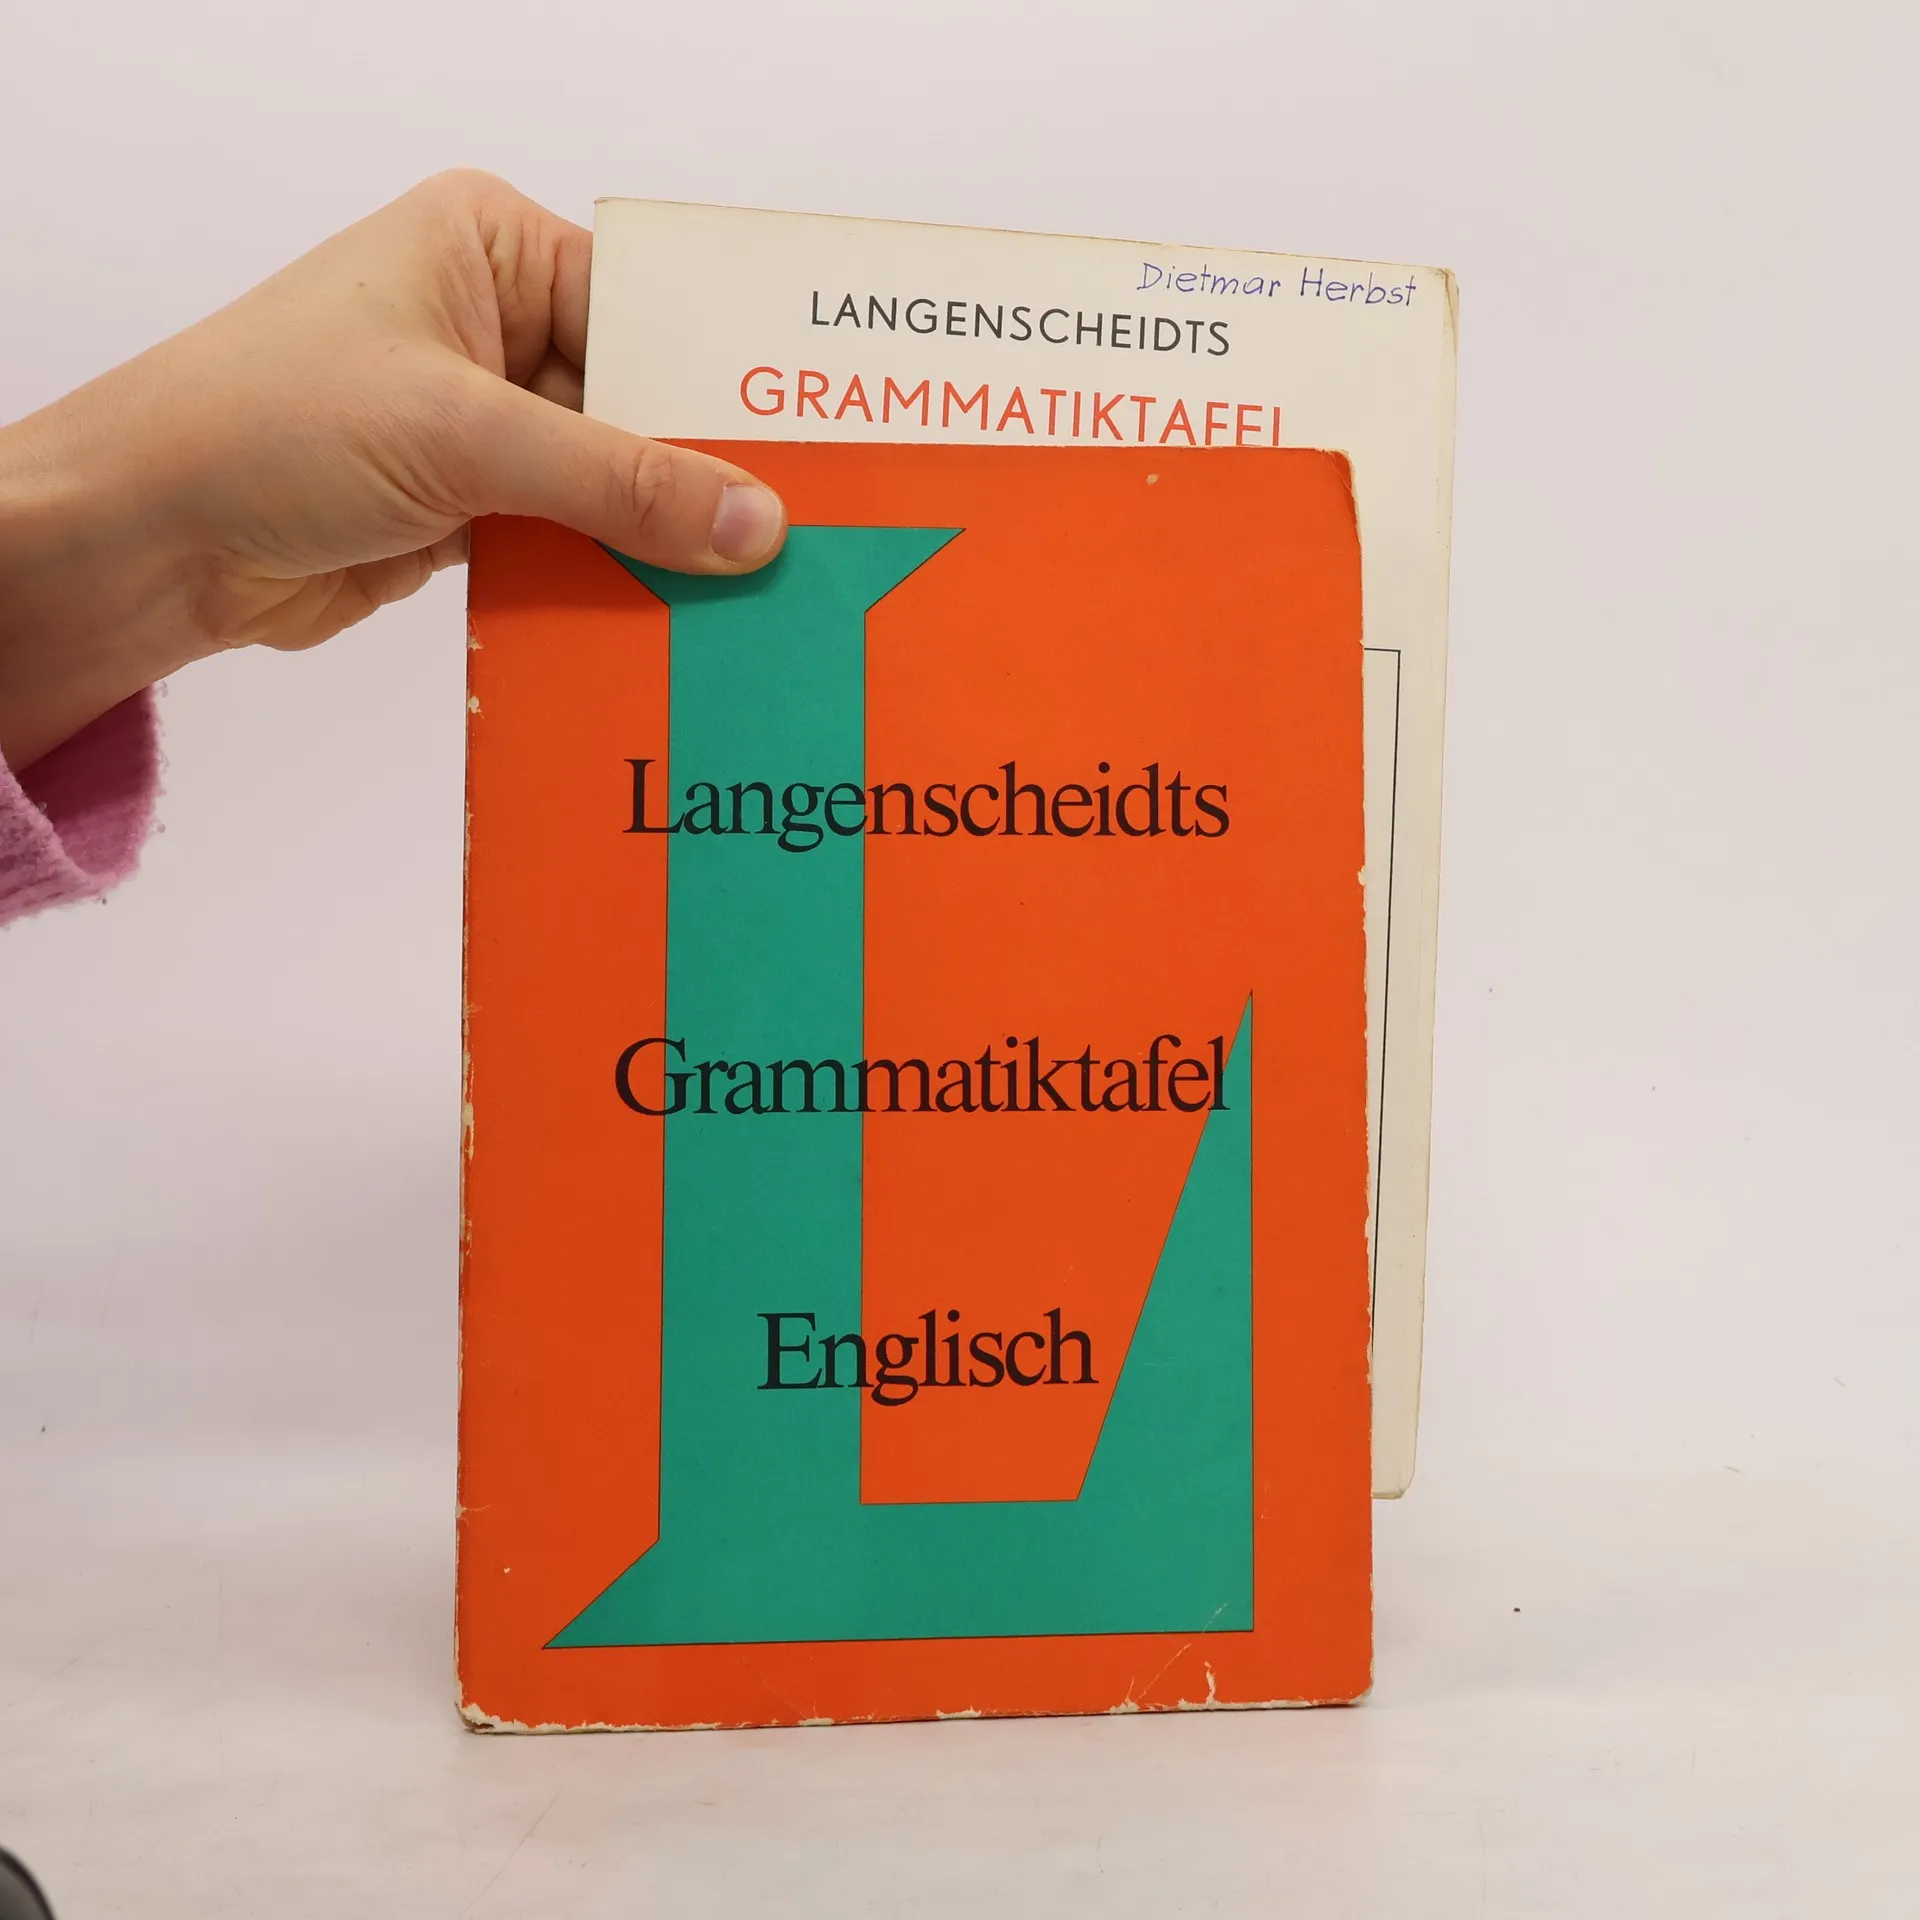 Dietmar Herbst
LANGENSCHEIDTS
GRAMMATIKTAFEL
Langenscheidts
Grammatiktafel
Englisch